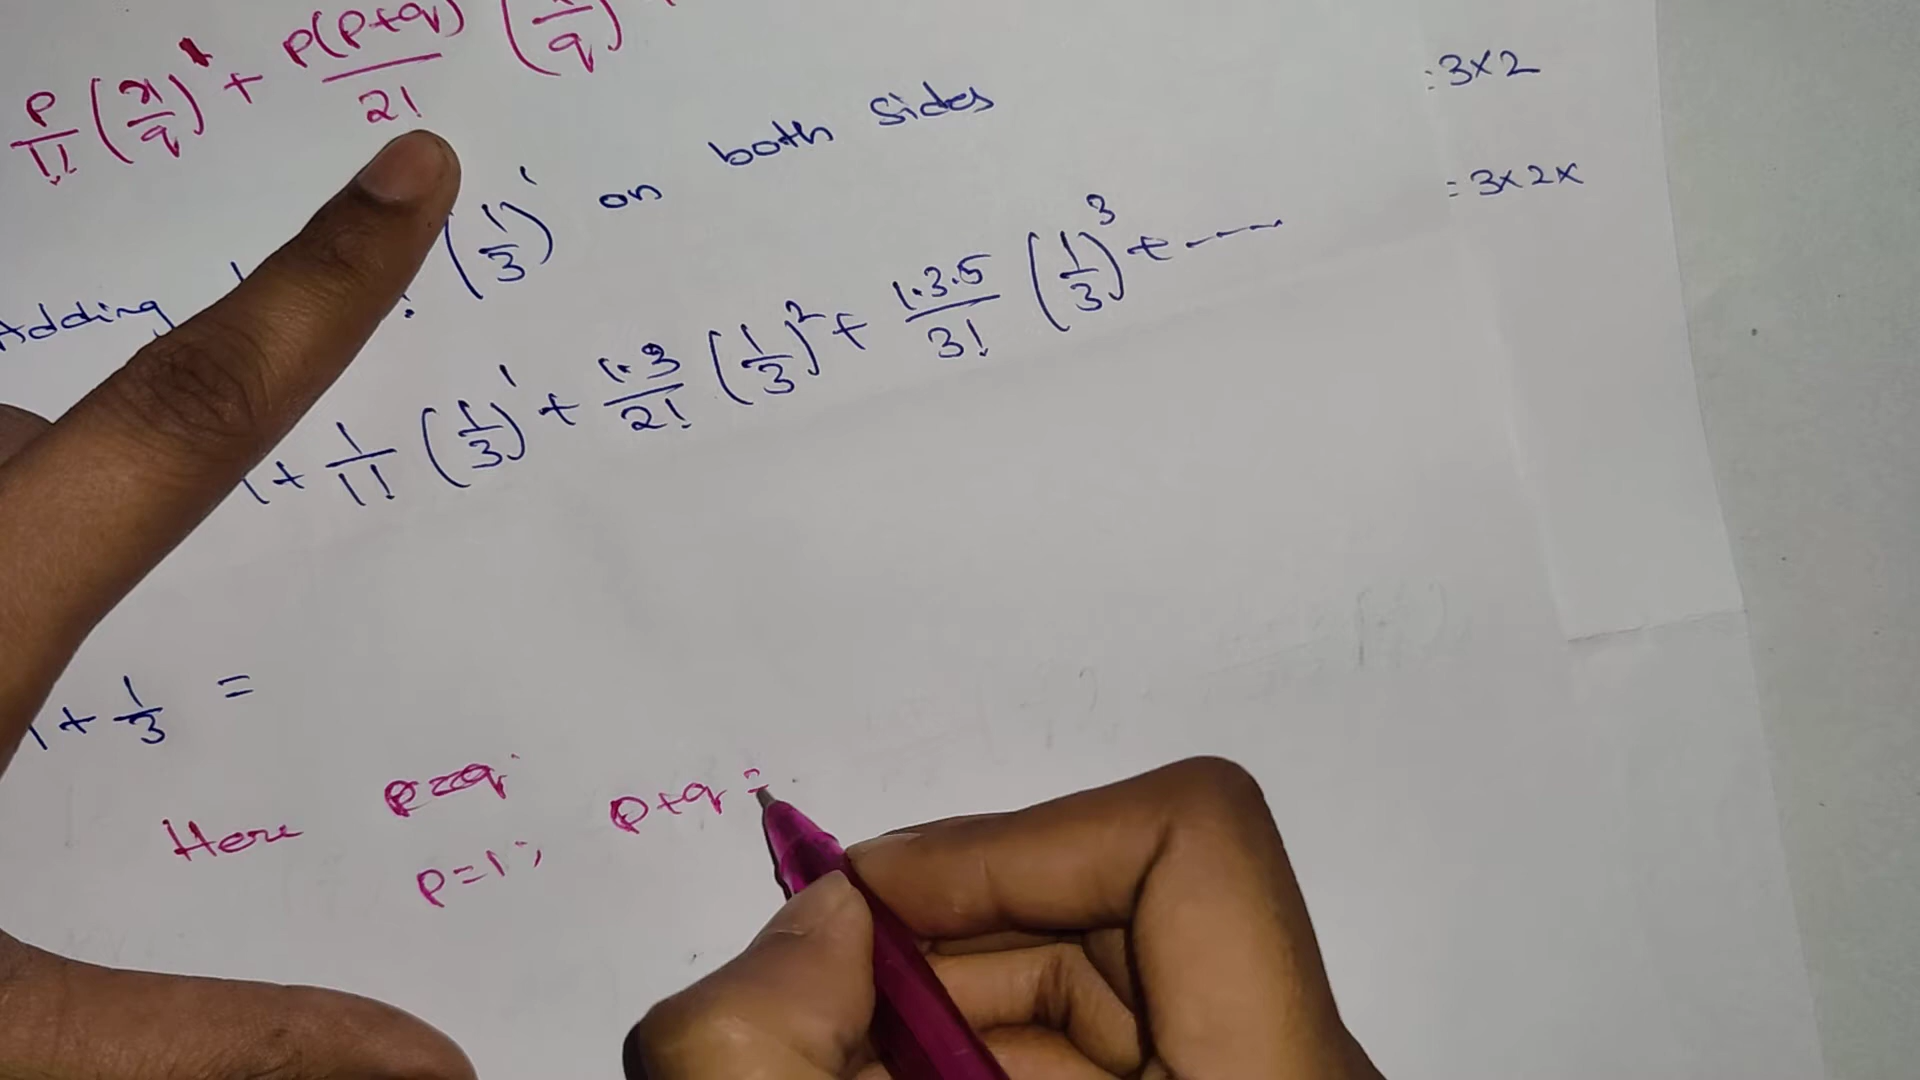 p/1! (x/q)¹ + p(p+q)/2! (x/q)
Adding (1/3)¹ on both sides
: 3×2
= 3×2×
1 + 1/1! (1/3)¹ + 1.3/2! (1/3)² + 1.3.5/3! (1/3)³ + ----
1 + 1/3 =
Here p=q
p=1; p+q =